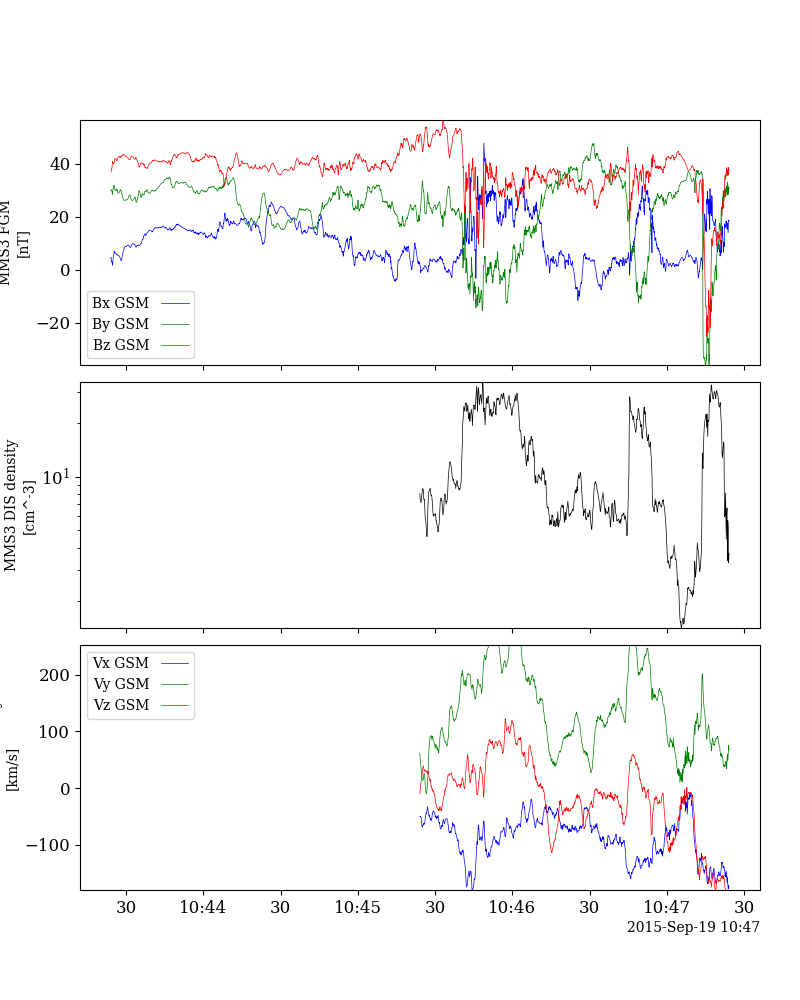 MMS3 FGM
[nT]
40
20
0
−20
Bx GSM
By GSM
Bz GSM
MMS3 DIS density
[cm^-3]
10^1
[km/s]
200
100
0
−100
Vx GSM
Vy GSM
Vz GSM
30 10:44 30 10:45 30 10:46 30 10:47 30
2015-Sep-19 10:47